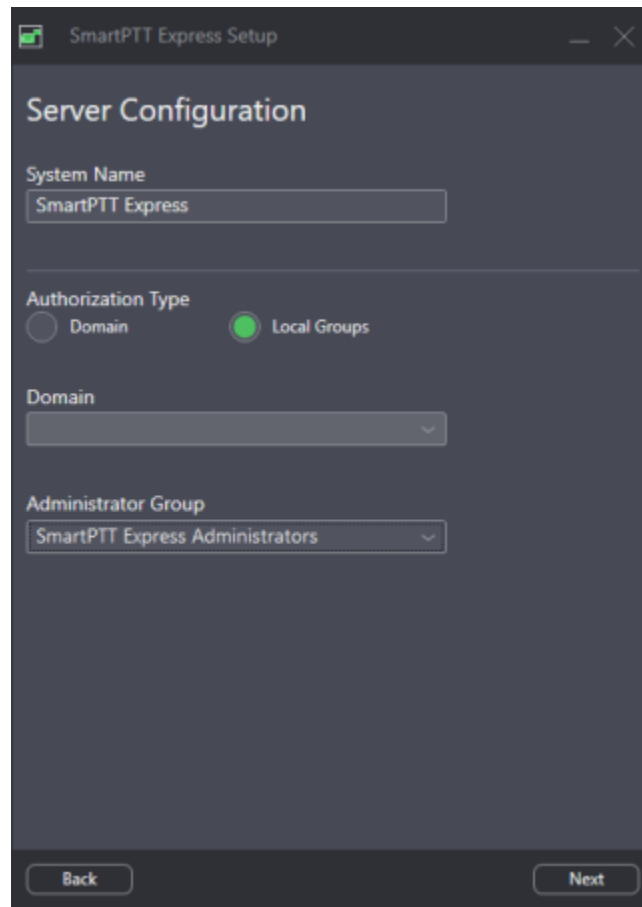 SmartPTT Express Setup
Server Configuration
System Name
SmartPTT Express
Authorization Type
Domain Local Groups
Domain
Administrator Group
SmartPTT Express Administrators
Back Next